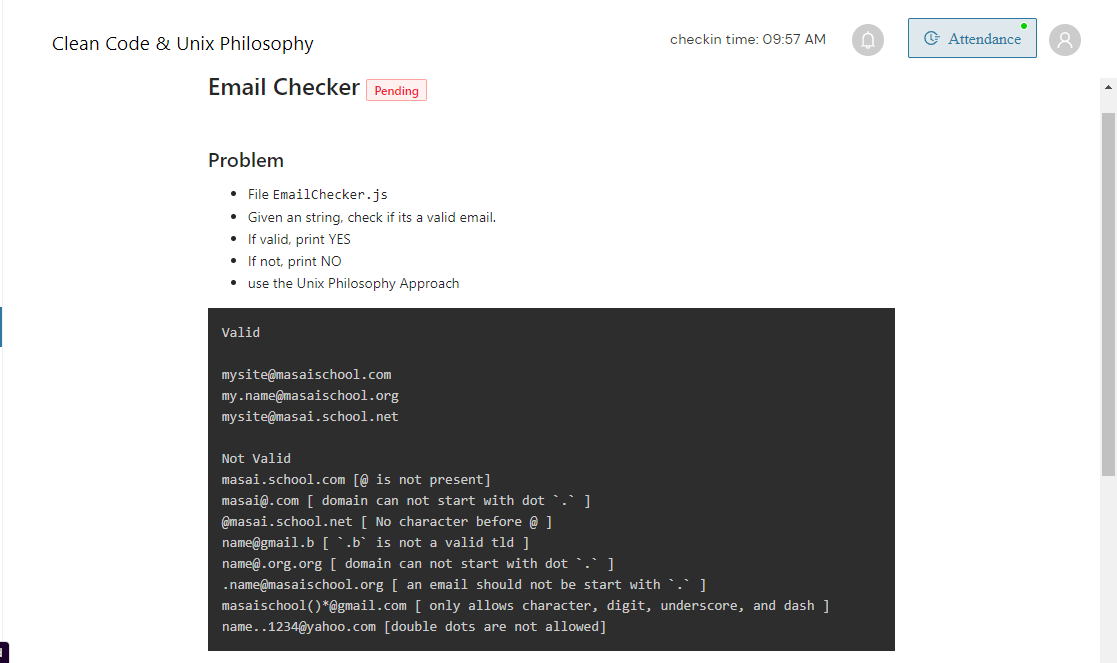 Clean Code & Unix Philosophy
checkin time: 09:57 AM
Attendance
Email Checker
Pending
Problem
File EmailChecker.js
Given an string, check if its a valid email.
If valid, print YES
If not, print NO
use the Unix Philosophy Approach
Valid
mysite@masaischool.com
my.name@masaischool.org
mysite@masai.school.net
Not Valid
masai.school.com [@ is not present]
masai@.com [ domain can not start with dot `.` ]
@masai.school.net [ No character before @ ]
name@gmail.b [ `.b` is not a valid tld ]
name@.org.org [ domain can not start with dot `.` ]
.name@masaischool.org [ an email should not be start with `.` ]
masaischool()*@gmail.com [ only allows character, digit, underscore, and dash ]
name..1234@yahoo.com [double dots are not allowed]